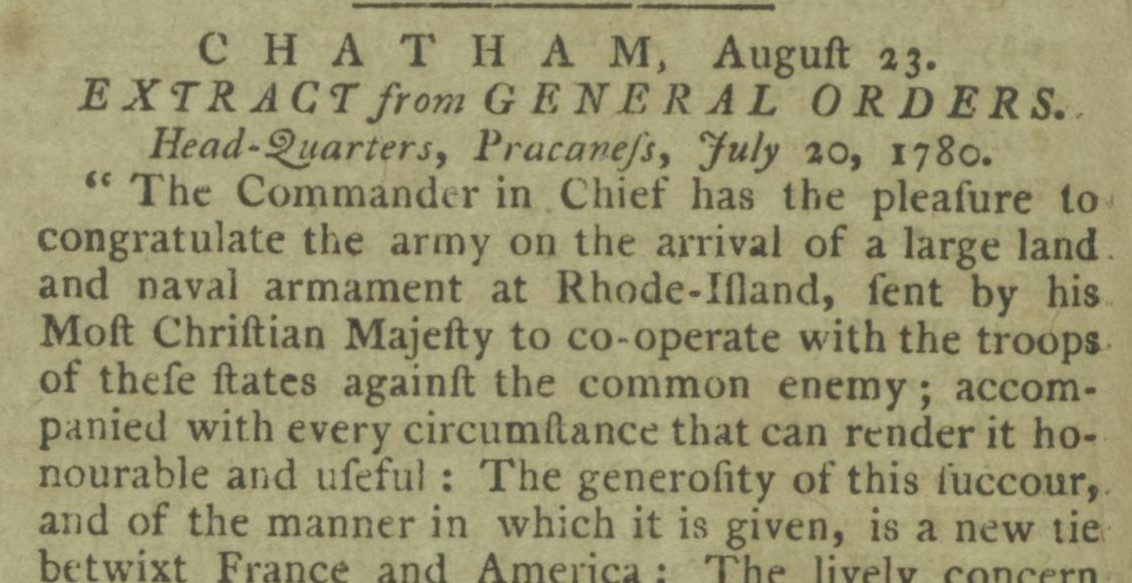 CHATHAM, Auguſt 23.
EXTRACT from GENERAL ORDERS.
Head-Quarters, Pracaneſs, July 20, 1780.
“ The Commander in Chief has the pleaſure to
congratulate the army on the arrival of a large land
and naval armament at Rhode-Iſland, ſent by his
Moſt Chriſtian Majeſty to co-operate with the troops
of theſe ſtates againſt the common enemy; accom-
panied with every circumſtance that can render it ho-
nourable and uſeful: The generoſity of this ſuccour,
and of the manner in which it is given, is a new tie
betwixt France and America: The lively concern